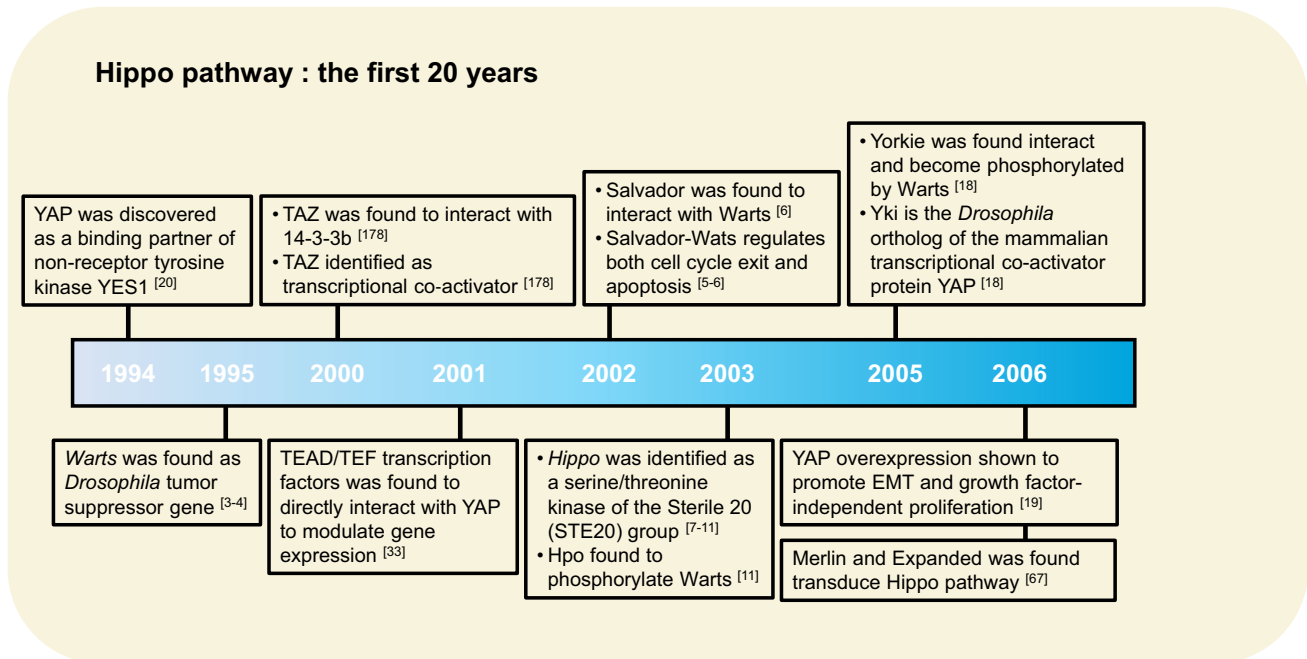 Hippo pathway : the first 20 years
YAP was discovered
as a binding partner of
non-receptor tyrosine
kinase YES1 [20]
• TAZ was found to interact with
14-3-3b [178]
• TAZ identified as
transcriptional co-activator [178]
• Salvador was found to
interact with Warts [6]
• Salvador-Wats regulates
both cell cycle exit and
apoptosis [5-6]
• Yorkie was found interact
and become phosphorylated
by Warts [18]
• Yki is the Drosophila
ortholog of the mammalian
transcriptional co-activator
protein YAP [18]
1994 1995 2000 2001 2002 2003 2005 2006
Warts was found as
Drosophila tumor
suppressor gene [3-4]
TEAD/TEF transcription
factors was found to
directly interact with YAP
to modulate gene
expression [33]
• Hippo was identified as
a serine/threonine
kinase of the Sterile 20
(STE20) group [7-11]
• Hpo found to
phosphorylate Warts [11]
YAP overexpression shown to
promote EMT and growth factor-
independent proliferation [19]
Merlin and Expanded was found
transduce Hippo pathway [67]